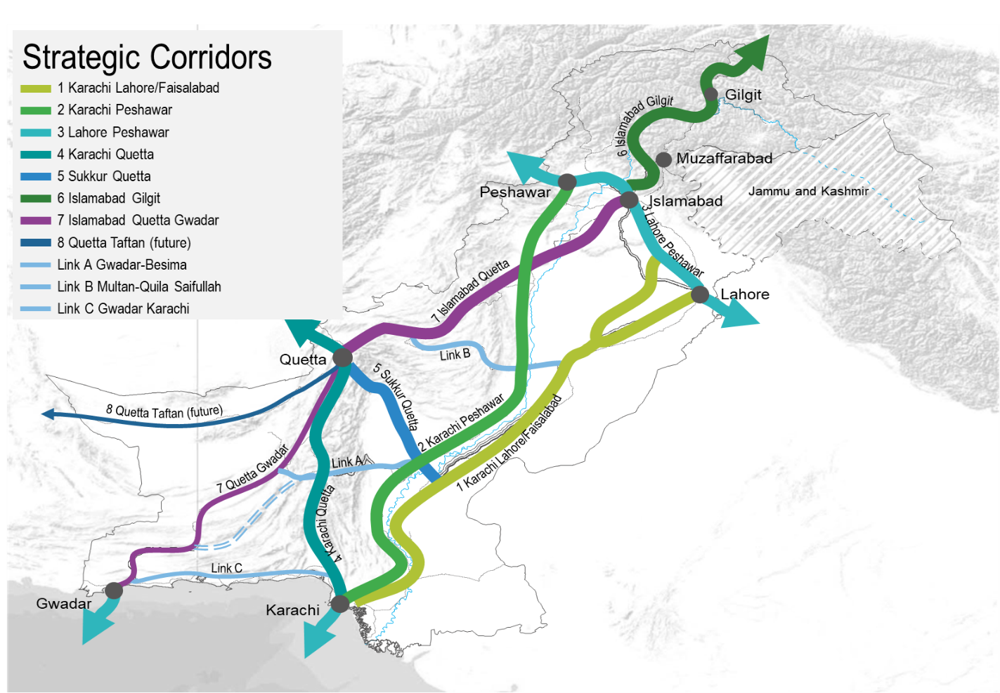 Strategic Corridors
1 Karachi Lahore/Faisalabad
2 Karachi Peshawar
3 Lahore Peshawar
4 Karachi Quetta
5 Sukkur Quetta
6 Islamabad Gilgit
7 Islamabad Quetta Gwadar
8 Quetta Taftan (future)
Link A Gwadar-Besima
Link B Multan-Quila Saifullah
Link C Gwadar Karachi
Gilgit
6 Islamabad Gilgit
Muzaffarabad
Jammu and Kashmir
Peshawar
Islamabad
3 Lahore Peshawar
7 Islamabad Quetta
Lahore
Link B
Quetta
5 Sukkur Quetta
8 Quetta Taftan (future)
2 Karachi Peshawar
1 Karachi Lahore/Faisalabad
Link A
7 Quetta Gwadar
4 Karachi Quetta
Link C
Gwadar
Karachi